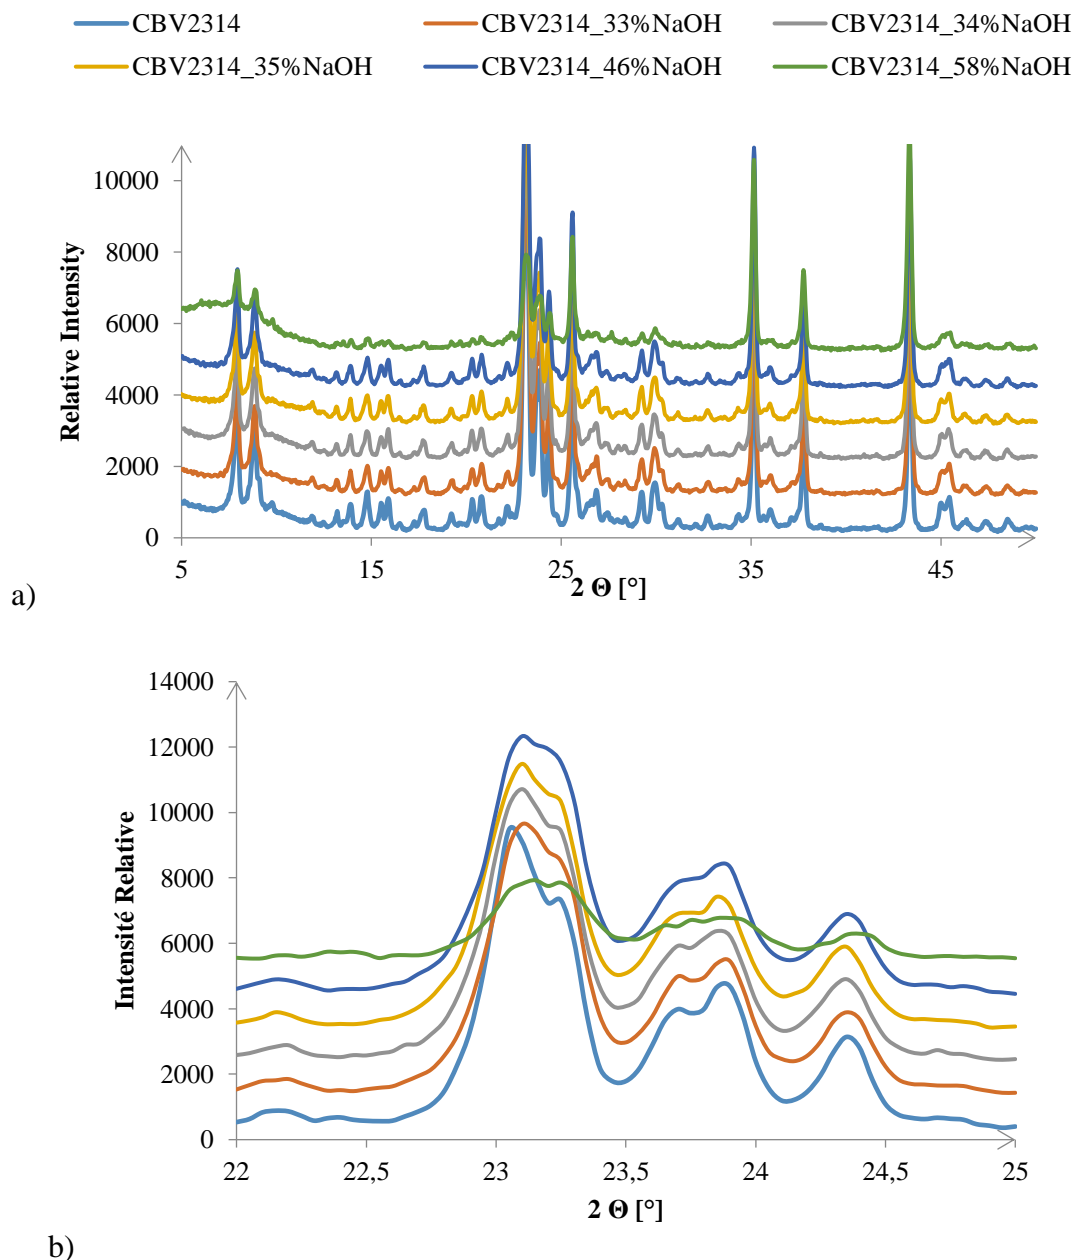 CBV2314 CBV2314_33%NaOH CBV2314_34%NaOH
CBV2314_35%NaOH CBV2314_46%NaOH CBV2314_58%NaOH
10000
8000
6000
4000
2000
0
Relative Intensity
5 15 25 35 45
2 Θ [°]
a)
14000
12000
10000
8000
6000
4000
2000
0
Intensité Relative
22 22,5 23 23,5 24 24,5 25
2 Θ [°]
b)